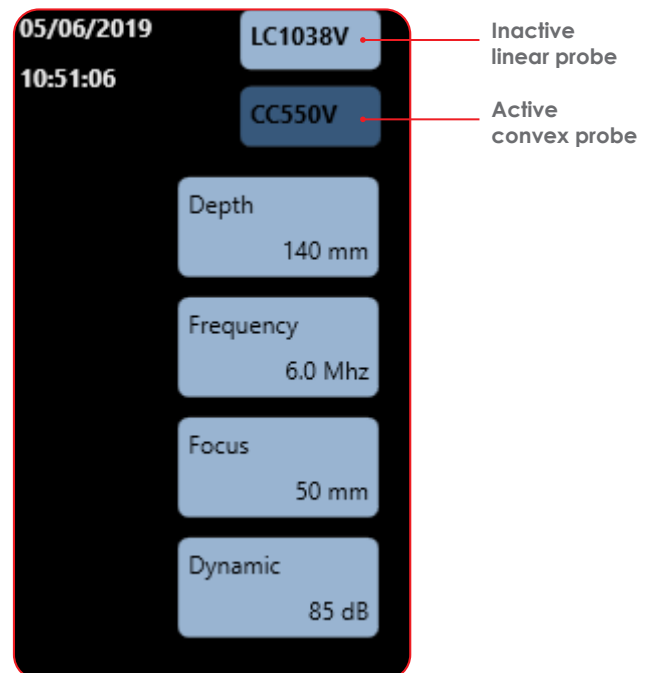 05/06/2019
10:51:06
LC1038V
Inactive
linear probe
CC550V
Active
convex probe
Depth
140 mm
Frequency
6.0 Mhz
Focus
50 mm
Dynamic
85 dB